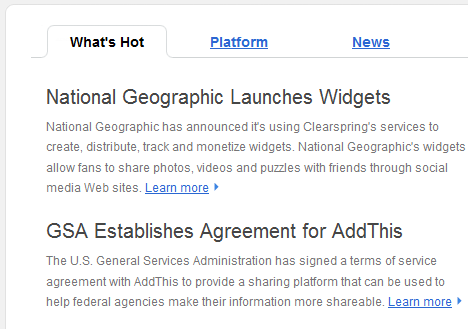 What's Hot Platform News
National Geographic Launches Widgets
National Geographic has announced it's using Clearspring's services to
create, distribute, track and monetize widgets. National Geographic's widgets
allow fans to share photos, videos and puzzles with friends through social
media Web sites. Learn more
GSA Establishes Agreement for AddThis
The U.S. General Services Administration has signed a terms of service
agreement with AddThis to provide a sharing platform that can be used to
help federal agencies make their information more shareable. Learn more